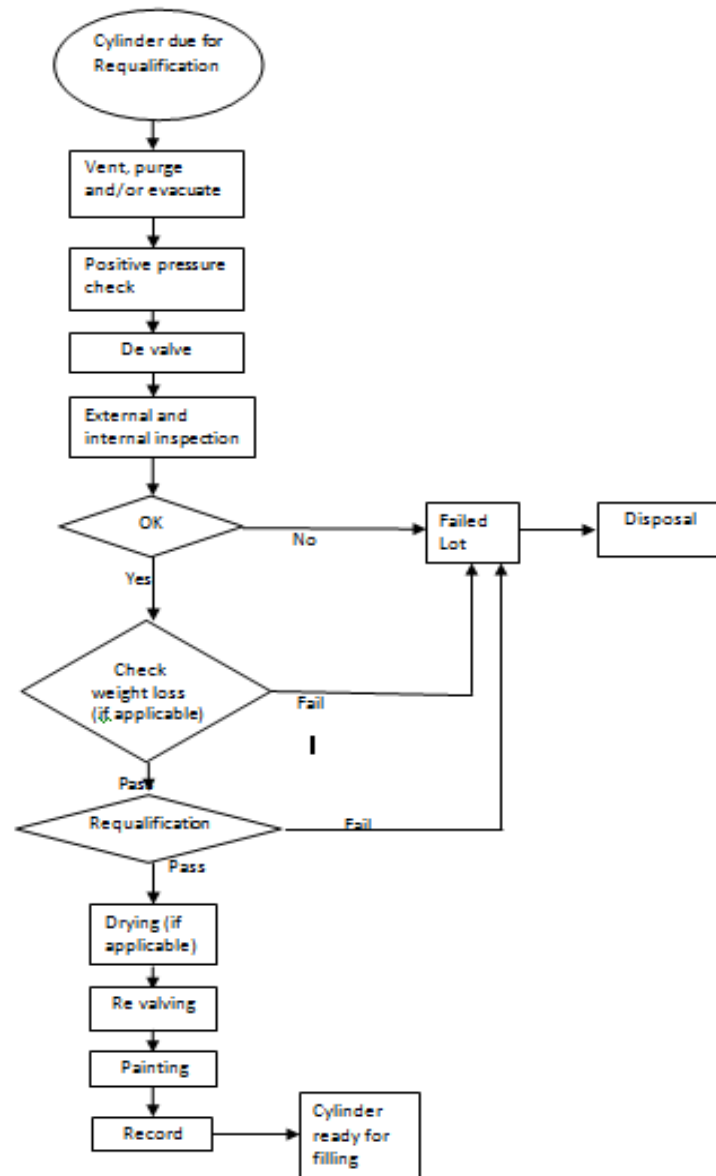 Cylinder due for
Requalification
Vent, purge
and/or evacuate
Positive pressure
check
De valve
External and
internal inspection
OK
No
Failed
Lot
Disposal
Yes
Check
weight loss
(if applicable)
Fail
Pass
Requalification
Fail
Pass
Drying (if
applicable)
Re valving
Painting
Record
Cylinder
ready for
filling